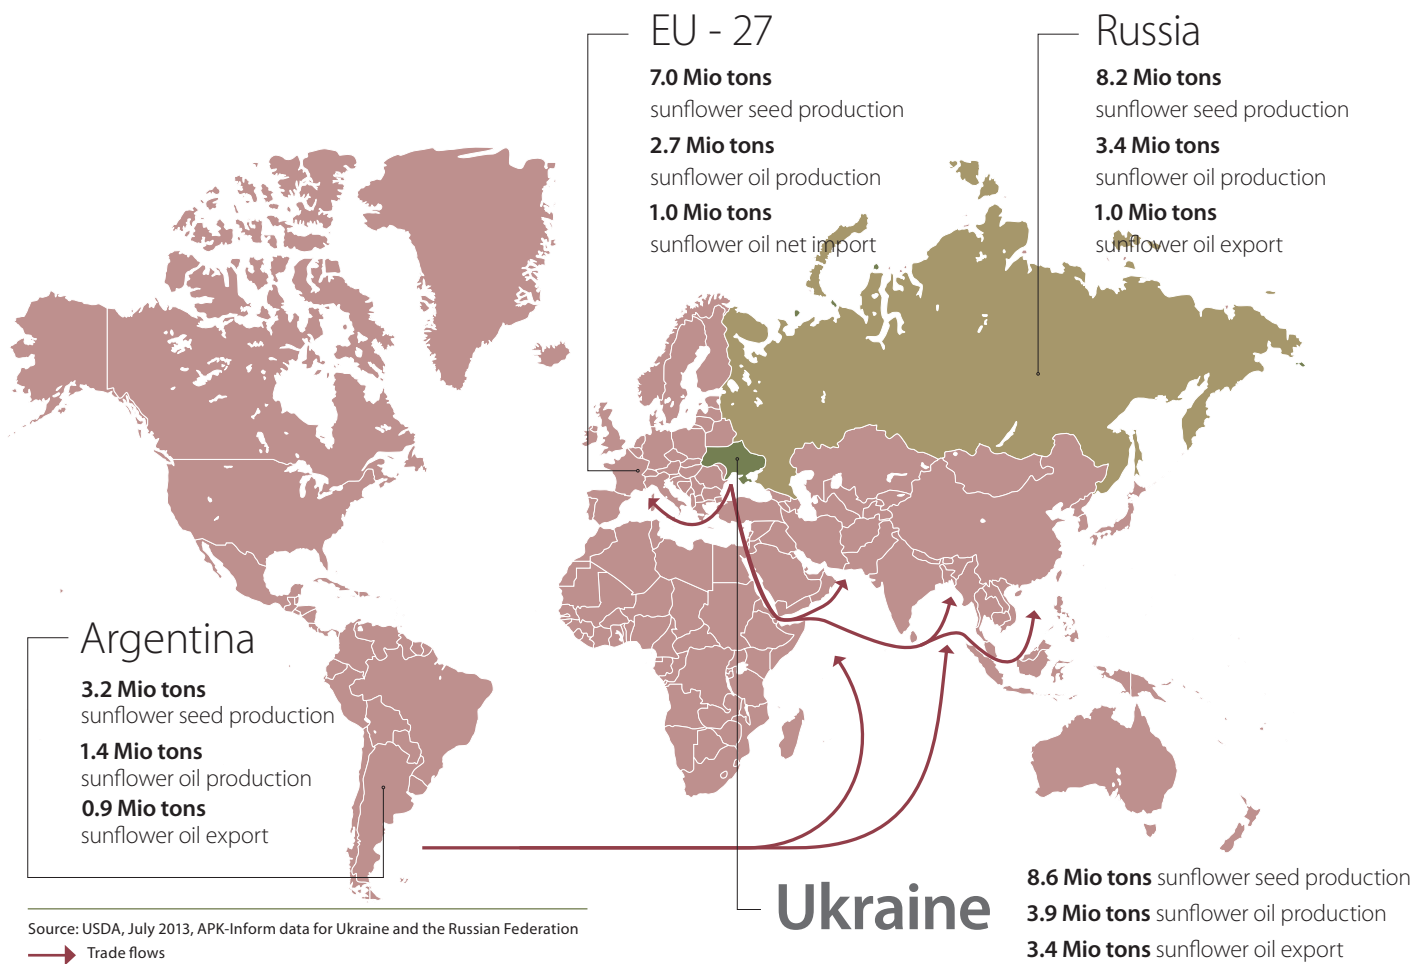 EU - 27
7.0 Mio tons
sunflower seed production
2.7 Mio tons
sunflower oil production
1.0 Mio tons
sunflower oil net import
Russia
8.2 Mio tons
sunflower seed production
3.4 Mio tons
sunflower oil production
1.0 Mio tons
sunflower oil export
Argentina
3.2 Mio tons
sunflower seed production
1.4 Mio tons
sunflower oil production
0.9 Mio tons
sunflower oil export
Ukraine
8.6 Mio tons sunflower seed production
3.9 Mio tons sunflower oil production
3.4 Mio tons sunflower oil export
Source: USDA, July 2013, APK-Inform data for Ukraine and the Russian Federation
Trade flows